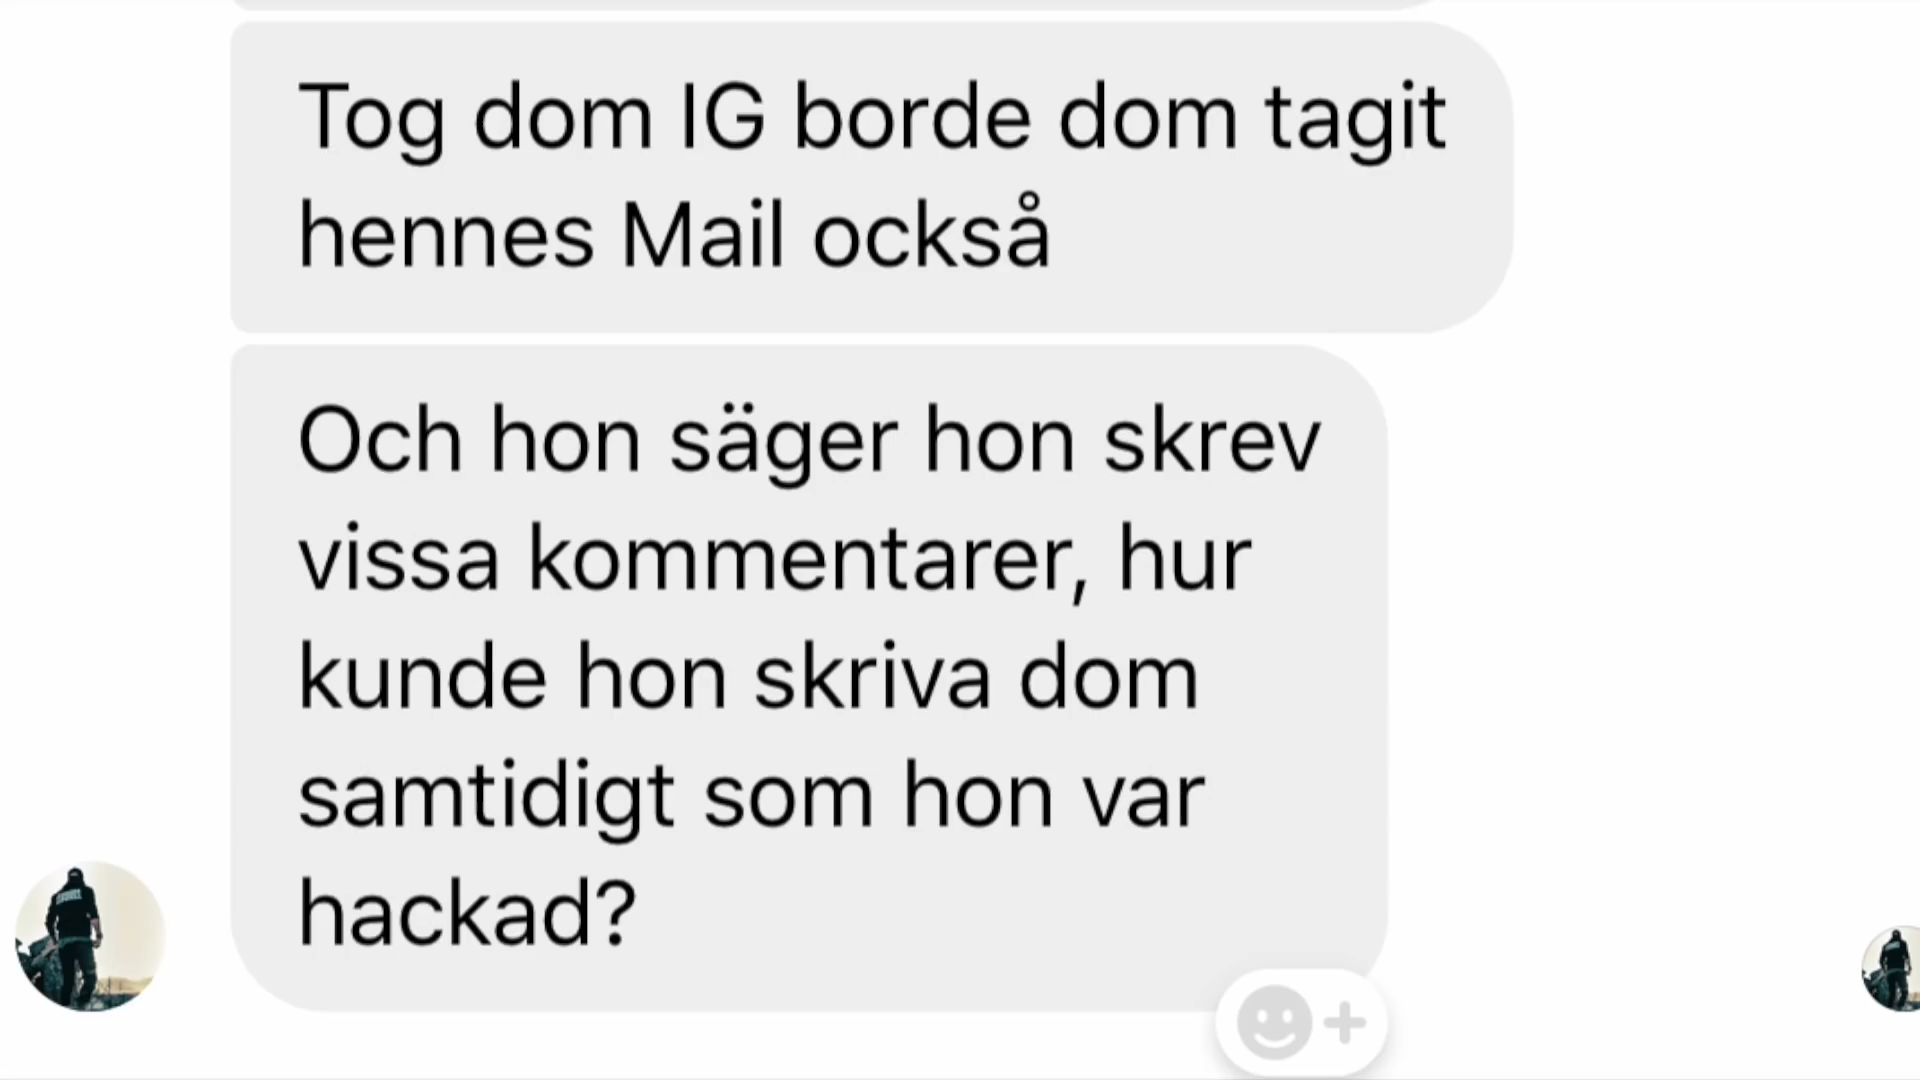 Tog dom IG borde dom tagit
hennes Mail också
Och hon säger hon skrev
vissa kommentarer, hur
kunde hon skriva dom
samtidigt som hon var
hackad?